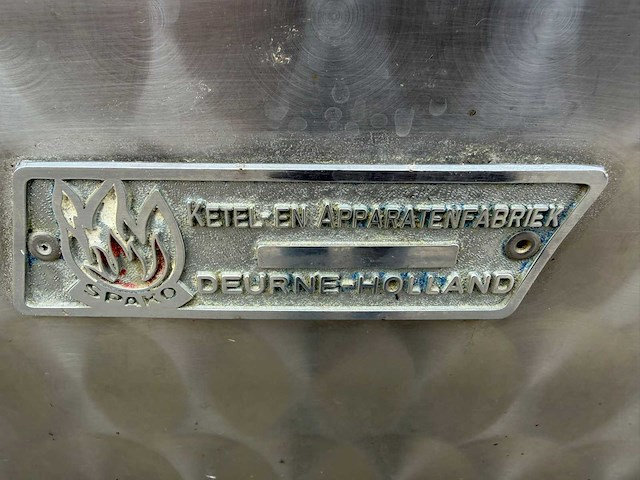 KETEL- EN APPARATENFABRIEK
DEURNE-HOLLAND
SPAKO